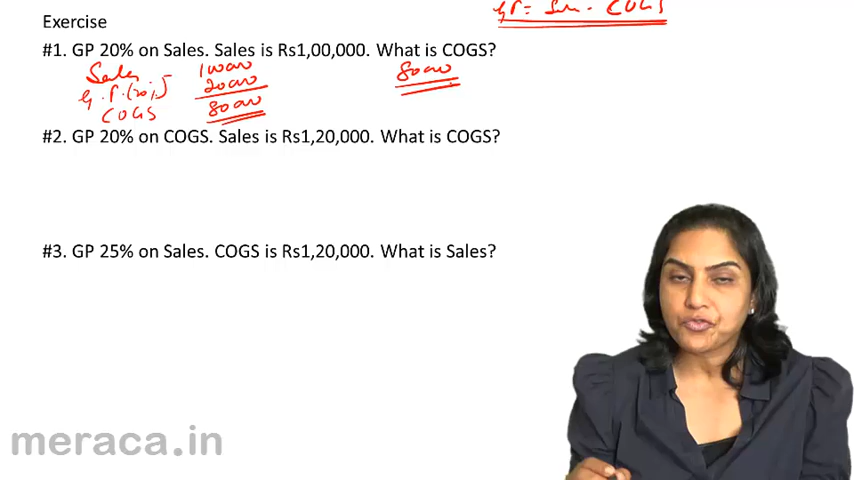 GP = Sales - COGS
Exercise
#1. GP 20% on Sales. Sales is Rs1,00,000. What is COGS?
Sales 100000 80000
G.P.(20%) 20000
COGS 80000
#2. GP 20% on COGS. Sales is Rs1,20,000. What is COGS?
#3. GP 25% on Sales. COGS is Rs1,20,000. What is Sales?
meraca.in